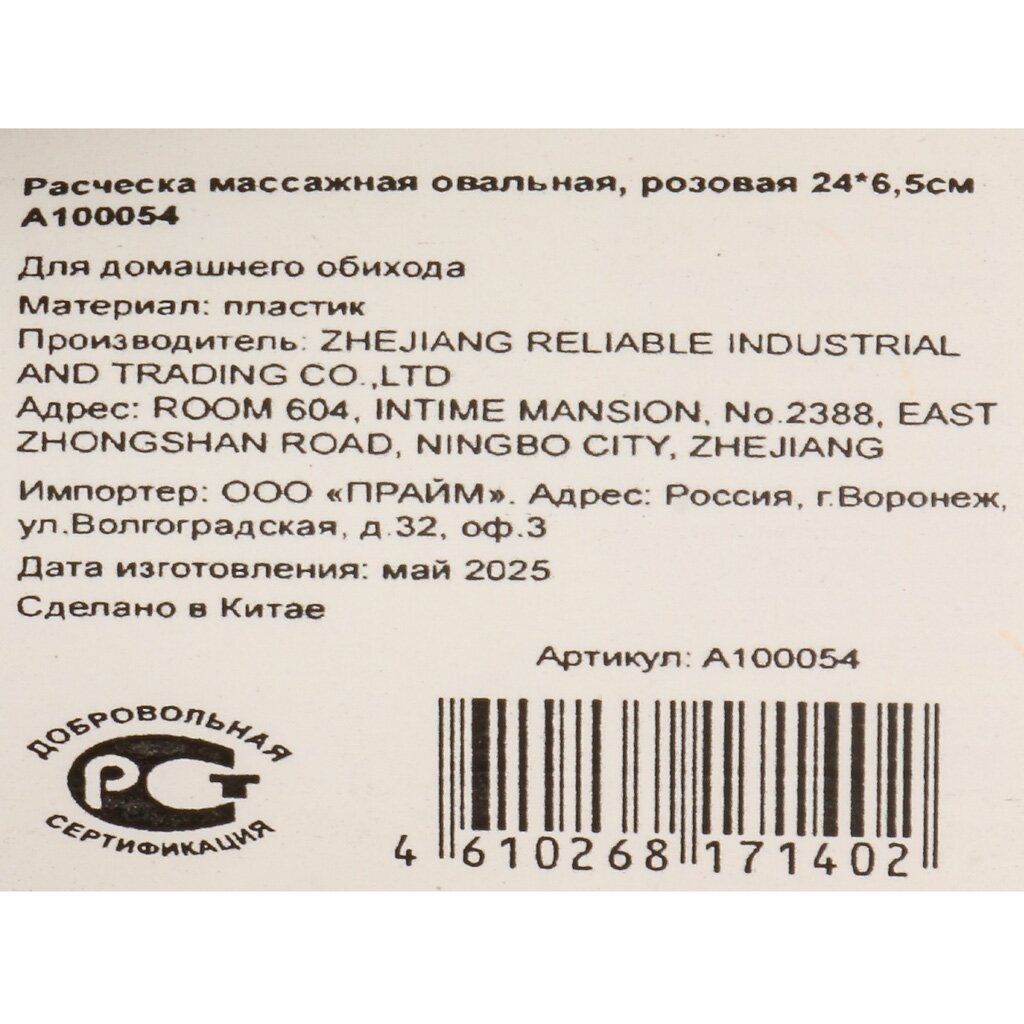 Расческа массажная овальная, розовая 24*6,5см
А100054
Для домашнего обихода
Материал: пластик
Производитель: ZHEJIANG RELIABLE INDUSTRIAL
AND TRADING CO.,LTD
Адрес: ROOM 604, INTIME MANSION, No.2388, EAST
ZHONGSHAN ROAD, NINGBO CITY, ZHEJIANG
Импортер: ООО «ПРАЙМ». Адрес: Россия, г.Воронеж,
ул.Волгоградская, д.32, оф.3
Дата изготовления: май 2025
Сделано в Китае
Артикул: А100054
ДОБРОВОЛЬНАЯ
РСТ
СЕРТИФИКАЦИЯ
4 610268 171402